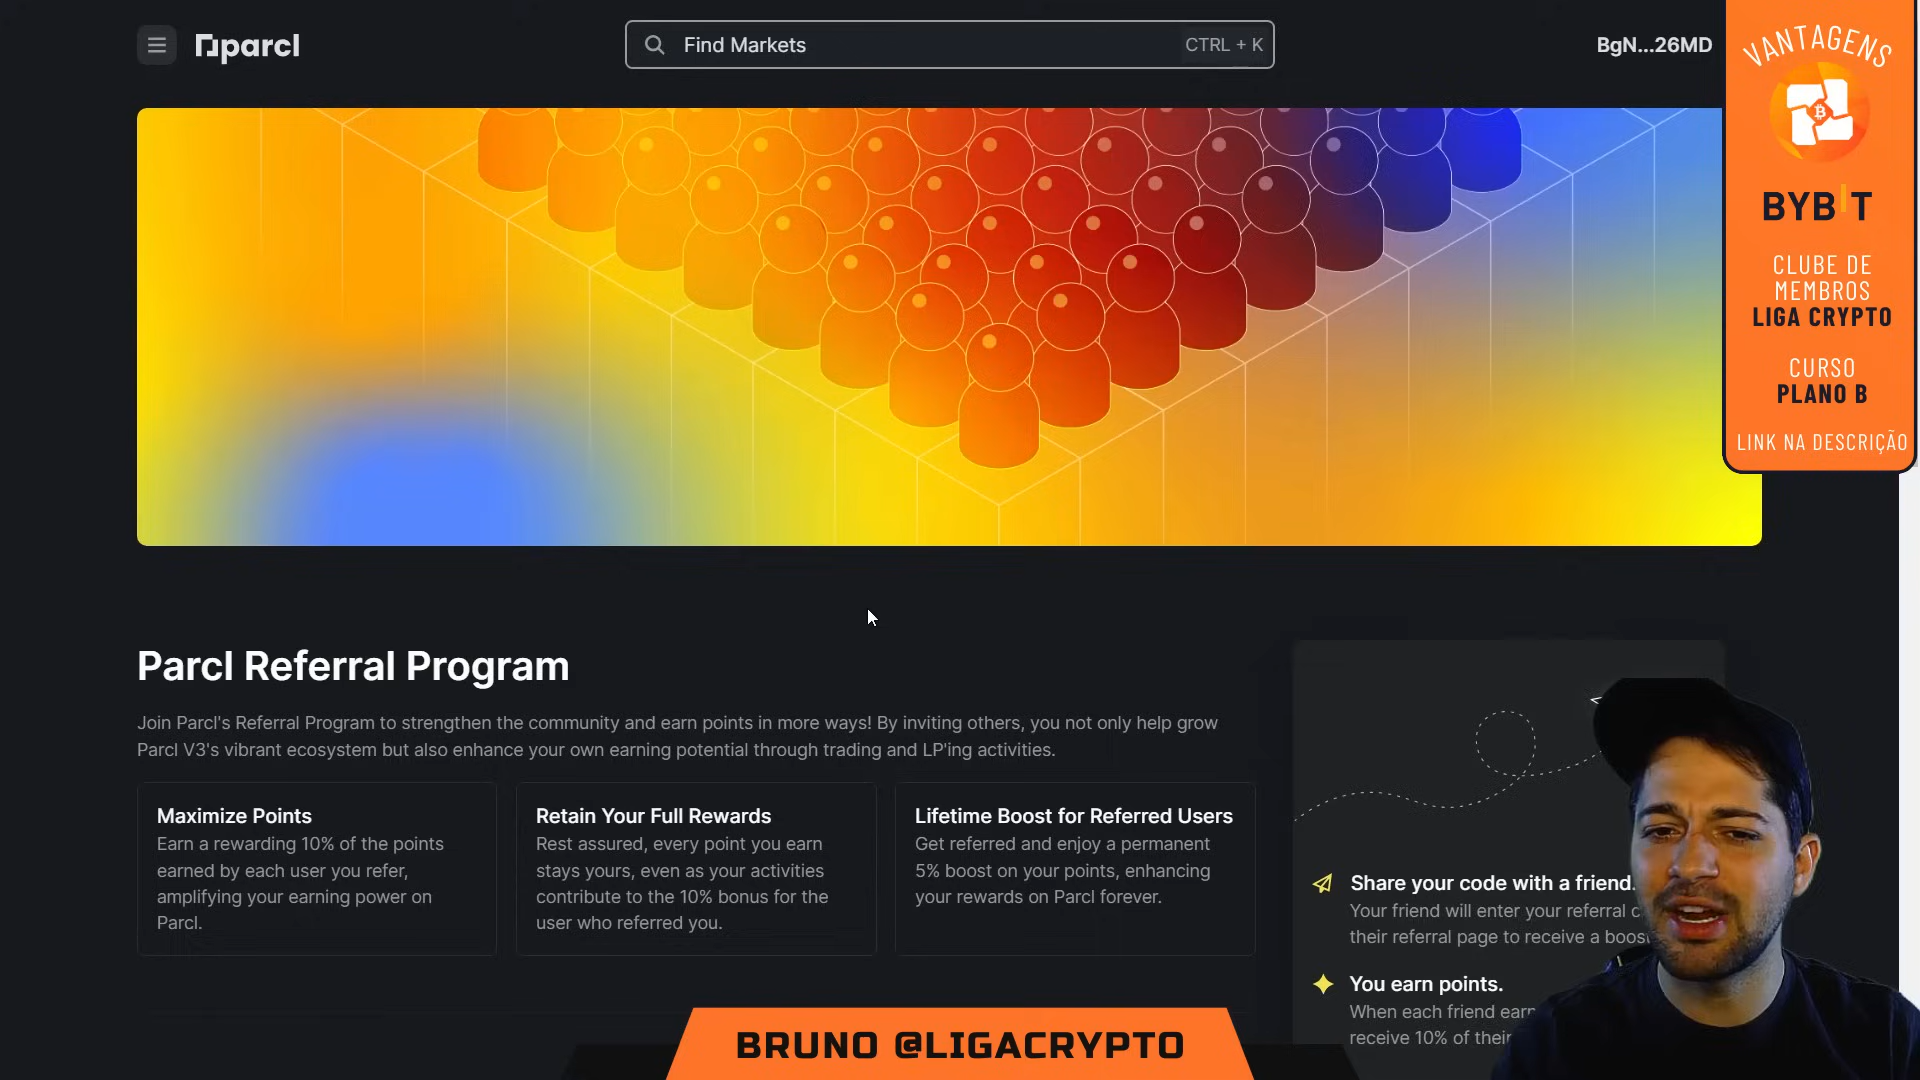 parcl
Find Markets
CTRL + K
BgN...26MD
VANTAGENS
BYBIT
CLUBE DE
MEMBROS
LIGA CRYPTO
CURSO
PLANO B
LINK NA DESCRIÇÃO
Parcl Referral Program
Join Parcl's Referral Program to strengthen the community and earn points in more ways! By inviting others, you not only help grow
Parcl V3's vibrant ecosystem but also enhance your own earning potential through trading and LP'ing activities.
Maximize Points
Earn a rewarding 10% of the points
earned by each user you refer,
amplifying your earning power on
Parcl.
Retain Your Full Rewards
Rest assured, every point you earn
stays yours, even as your activities
contribute to the 10% bonus for the
user who referred you.
Lifetime Boost for Referred Users
Get referred and enjoy a permanent
5% boost on your points, enhancing
your rewards on Parcl forever.
Share your code with a friend.
Your friend will enter your referral
their referral page to receive a
You earn points.
When each friend
receive 10% of
BRUNO @LIGACRYPTO